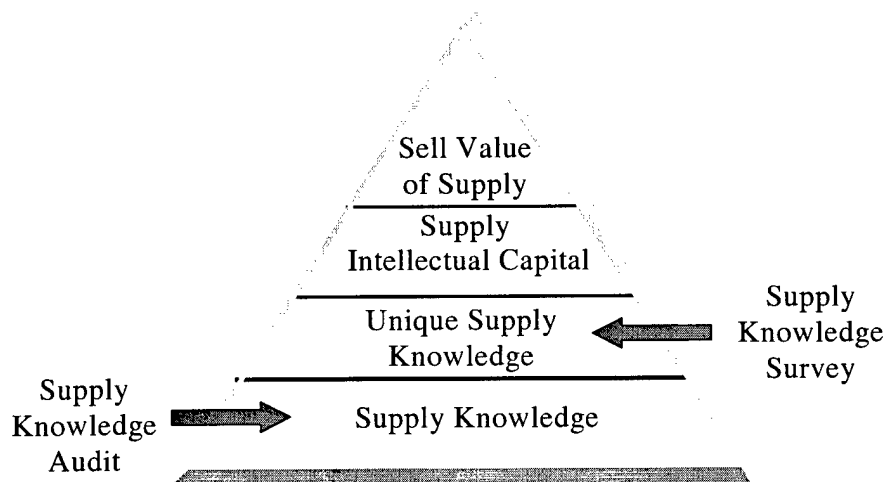 Sell Value
of Supply
Supply
Intellectual Capital
Unique Supply
Knowledge
Supply
Knowledge
Survey
Supply
Knowledge
Audit
Supply Knowledge